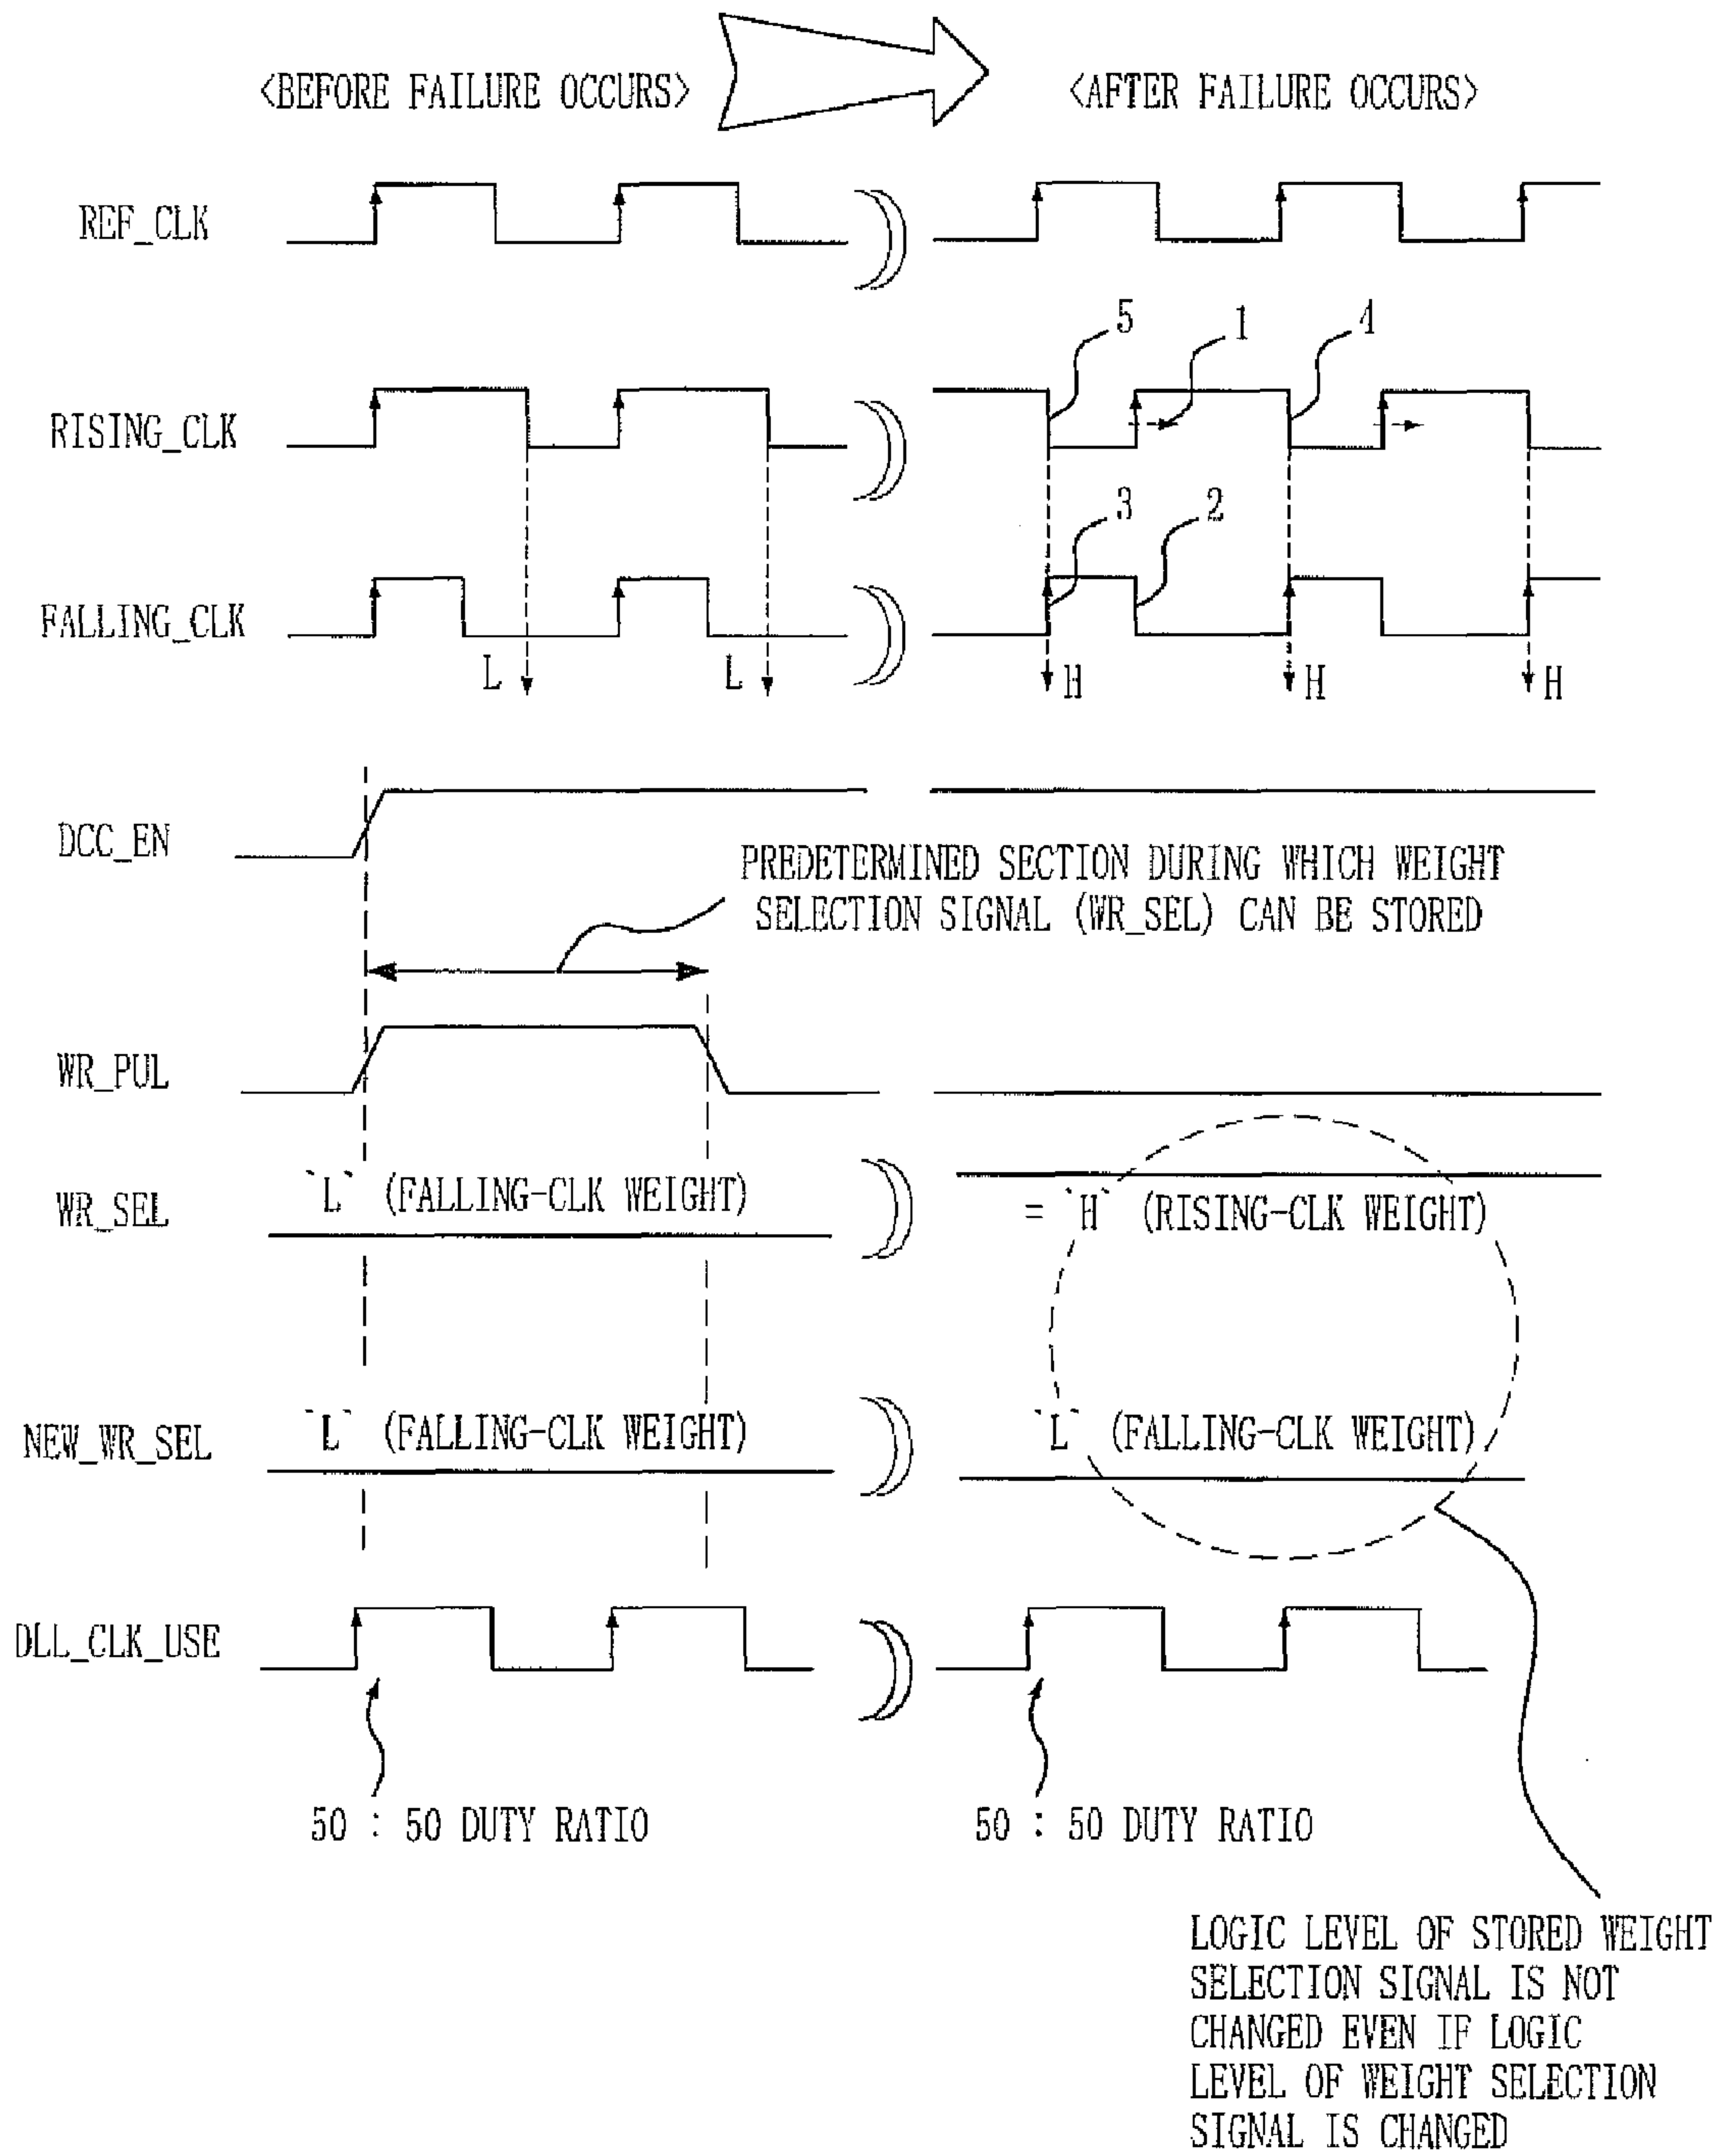 <BEFORE FAILURE OCCURS>
<AFTER FAILURE OCCURS>
REF_CLK
5
1
4
RISING_CLK
3
2
FALLING_CLK
L
L
H
H
H
DCC_EN
PREDETERMINED SECTION DURING WHICH WEIGHT
SELECTION SIGNAL (WR_SEL) CAN BE STORED
WR_PUL
WR_SEL
`L` (FALLING-CLK WEIGHT)
= `H` (RISING-CLK WEIGHT)
NEW_WR_SEL
`L` (FALLING-CLK WEIGHT)
`L` (FALLING-CLK WEIGHT)
DLL_CLK_USE
50 : 50 DUTY RATIO
50 : 50 DUTY RATIO
LOGIC LEVEL OF STORED WEIGHT
SELECTION SIGNAL IS NOT
CHANGED EVEN IF LOGIC
LEVEL OF WEIGHT SELECTION
SIGNAL IS CHANGED